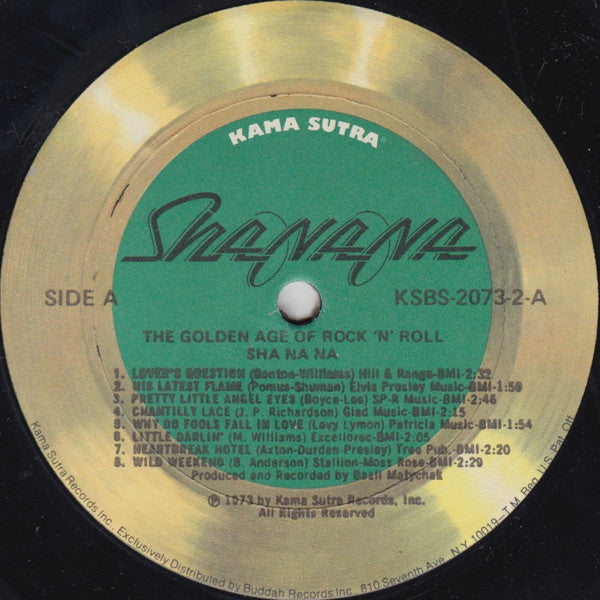 KAMA SUTRA®
SHANANA
SIDE A
KSBS-2073-2-A
THE GOLDEN AGE OF ROCK 'N' ROLL
SHA NA NA
1. LOVER'S QUESTION (Benton-Williams) Hill & Range-BMI-2:32
2. HIS LATEST FLAME (Pomus-Shuman) Elvis Presley Music-BMI-1:50
3. PRETTY LITTLE ANGEL EYES (Boyce-Lee) SP-R Music-BMI-2:46
4. CHANTILLY LACE (J. P. Richardson) Glad Music-BMI-2:15
5. WHY DO FOOLS FALL IN LOVE (Levy Lymon) Patricia Music-BMI-1:54
6. LITTLE DARLIN' (M. Williams) Excellorec-BMI-2:05
7. HEARTBREAK HOTEL (Axton-Durden-Presley) Tree Pub.-BMI-2:20
8. WILD WEEKEND (B. Anderson) Stallion-Moss Rose-BMI-2:29
Produced and Recorded by Basil Matychak
Ⓟ 1973 by Kama Sutra Records, Inc.
All Rights Reserved
Kama Sutra Records Inc., Exclusively Distributed by Buddah Records Inc., 810 Seventh Ave., N.Y. 10019—T.M. Reg. U.S. Pat. Off.